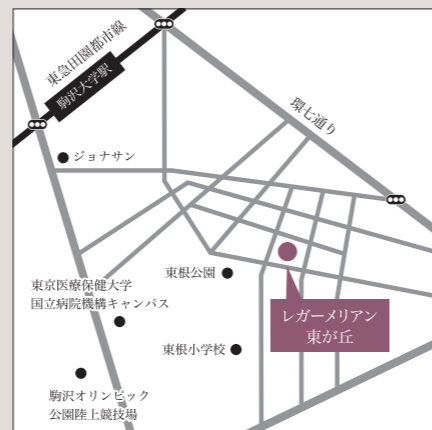 東急田園都市線
駒沢大学駅
環七通り
ジョナサン
東根公園
東京医療保健大学
国立病院機構キャンパス
レガーメリアン
東が丘
東根小学校
駒沢オリンピック
公園陸上競技場